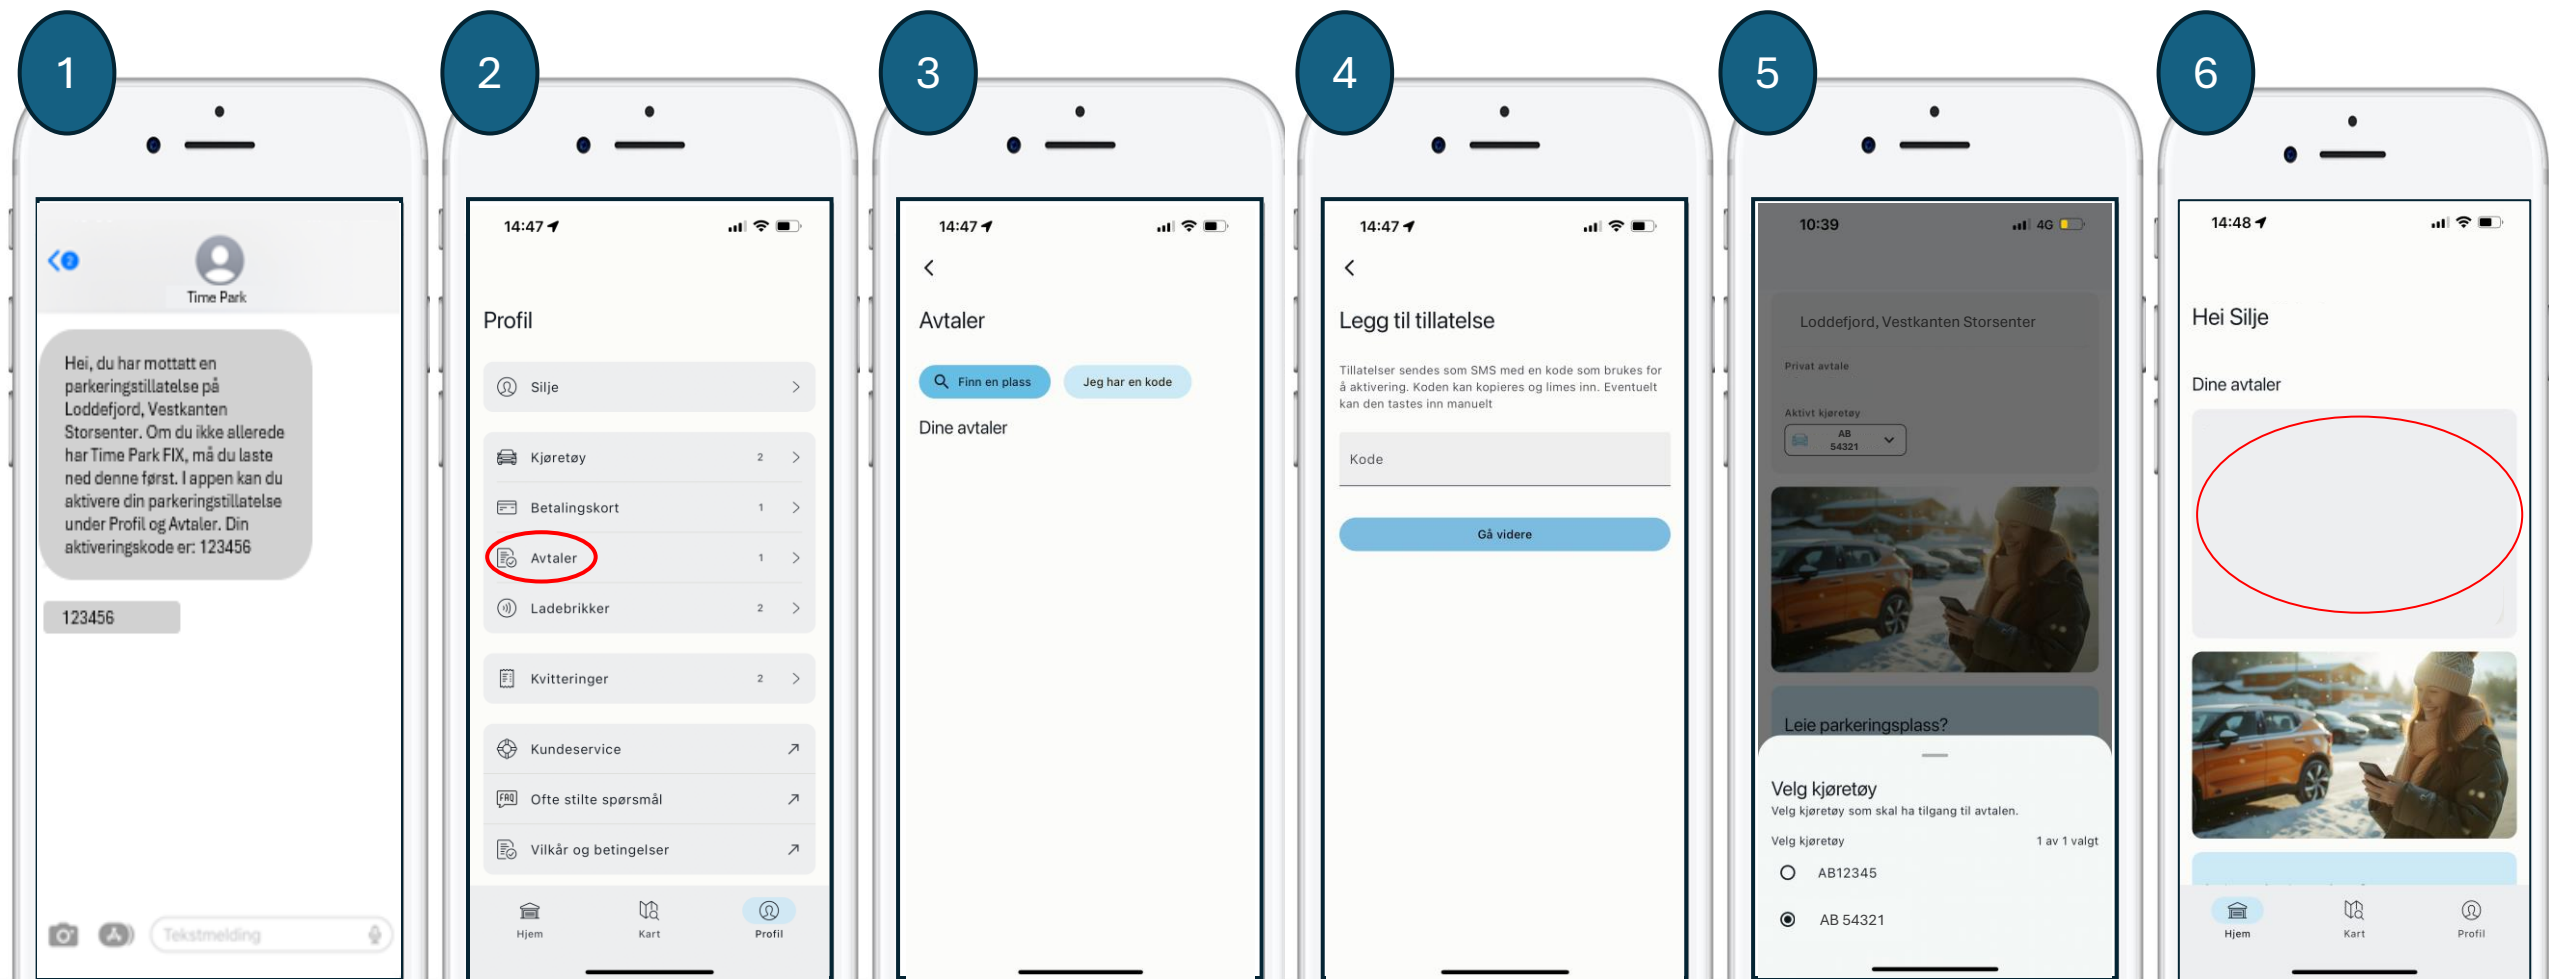 1
2
Time Park
Hei, du har mottatt en
parkeringstillatelse på
Loddefjord, Vestkanten
Storsenter. Om du ikke allerede
har Time Park FIX, må du laste
ned denne først. I appen kan du
aktivere din parkeringstillatelse
under Profil og Avtaler. Din
aktiveringskode er: 123456
123456
Tekstmelding
2
14:47
Profil
Silje
Kjøretøy 2
Betalingskort 1
Avtaler 1
Ladebrikker 2
Kvitteringer 2
Kundeservice
FAQ Ofte stilte spørsmål
Vilkår og betingelser
Hjem Kart Profil
3
14:47
Avtaler
Finn en plass Jeg har en kode
Dine avtaler
4
14:47
Legg til tillatelse
Tillatelser sendes som SMS med en kode som brukes for
å aktivering. Koden kan kopieres og limes inn. Eventuelt
kan den tastes inn manuelt
Kode
Gå videre
5
10:39 4G
Loddefjord, Vestkanten Storsenter
Privat avtale
Aktivt kjøretøy
AB
54321
Leie parkeringsplass?
Velg kjøretøy
Velg kjøretøy som skal ha tilgang til avtalen.
Velg kjøretøy 1 av 1 valgt
AB12345
AB 54321
6
14:48
Hei Silje
Dine avtaler
Hjem Kart Profil